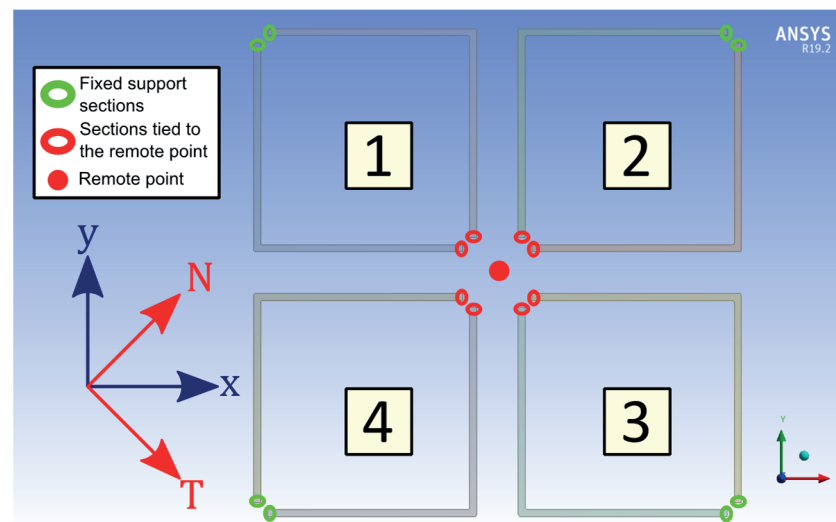 ANSYS
R19.2
Fixed support
sections
Sections tied to
the remote point
Remote point
1
2
y
N
x
T
4
3
Y